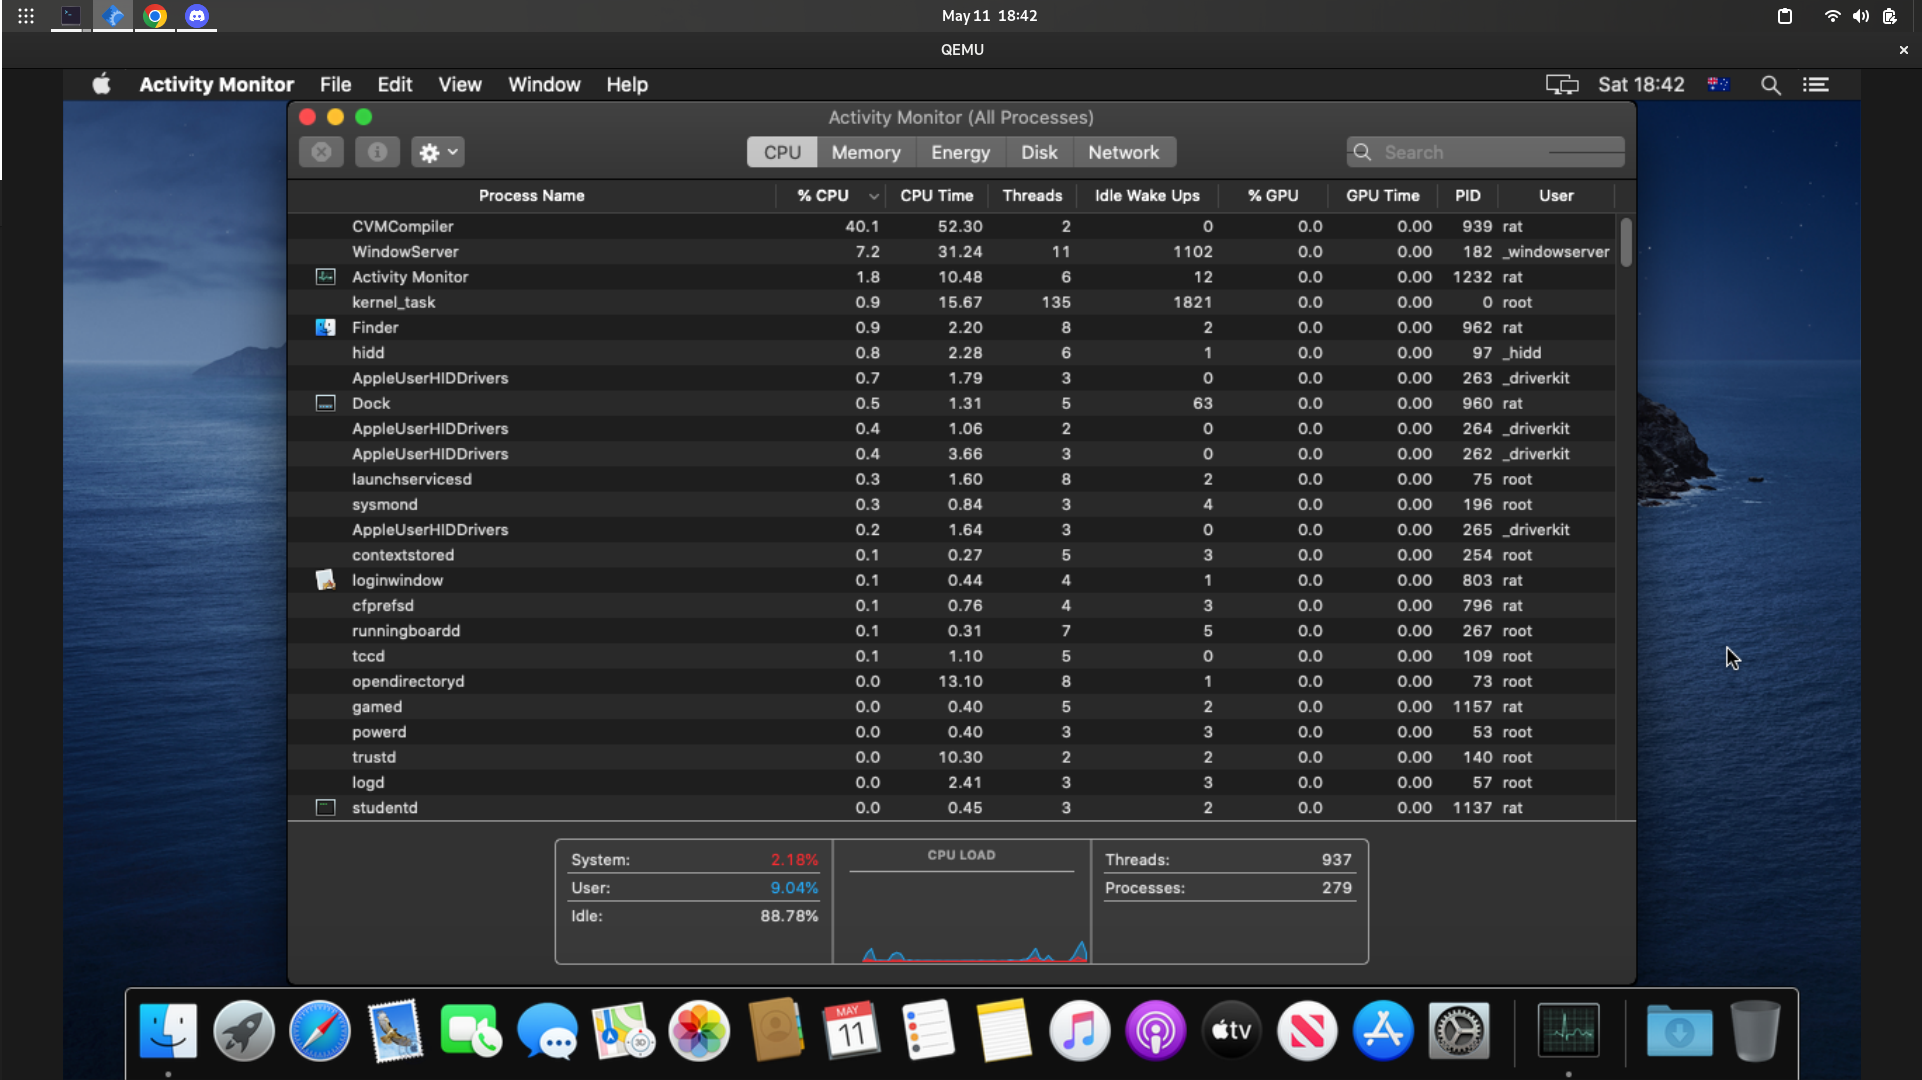 May 11 18:42
QEMU
Activity Monitor File Edit View Window Help Sat 18:42
Activity Monitor (All Processes)
CPU Memory Energy Disk Network Search
Process Name % CPU CPU Time Threads Idle Wake Ups % GPU GPU Time PID User
CVMCompiler 40.1 52.30 2 0 0.0 0.00 939 rat
WindowServer 7.2 31.24 11 1102 0.0 0.00 182 _windowserver
Activity Monitor 1.8 10.48 6 12 0.0 0.00 1232 rat
kernel_task 0.9 15.67 135 1821 0.0 0.00 0 root
Finder 0.9 2.20 8 2 0.0 0.00 962 rat
hidd 0.8 2.28 6 1 0.0 0.00 97 _hidd
AppleUserHIDDrivers 0.7 1.79 3 0 0.0 0.00 263 _driverkit
Dock 0.5 1.31 5 63 0.0 0.00 960 rat
AppleUserHIDDrivers 0.4 1.06 2 0 0.0 0.00 264 _driverkit
AppleUserHIDDrivers 0.4 3.66 3 0 0.0 0.00 262 _driverkit
launchservicesd 0.3 1.60 8 2 0.0 0.00 75 root
sysmond 0.3 0.84 3 4 0.0 0.00 196 root
AppleUserHIDDrivers 0.2 1.64 3 0 0.0 0.00 265 _driverkit
contextstored 0.1 0.27 5 3 0.0 0.00 254 root
loginwindow 0.1 0.44 4 1 0.0 0.00 803 rat
cfprefsd 0.1 0.76 4 3 0.0 0.00 796 rat
runningboardd 0.1 0.31 7 5 0.0 0.00 267 root
tccd 0.1 1.10 5 0 0.0 0.00 109 root
opendirectoryd 0.0 13.10 8 1 0.0 0.00 73 root
gamed 0.0 0.40 5 2 0.0 0.00 1157 rat
powerd 0.0 0.40 3 3 0.0 0.00 53 root
trustd 0.0 10.30 2 2 0.0 0.00 140 root
logd 0.0 2.41 3 3 0.0 0.00 57 root
studentd 0.0 0.45 3 2 0.0 0.00 1137 rat
System: 2.18% CPU LOAD Threads: 937
User: 9.04% Processes: 279
Idle: 88.78%
MAY
11
3D
tv